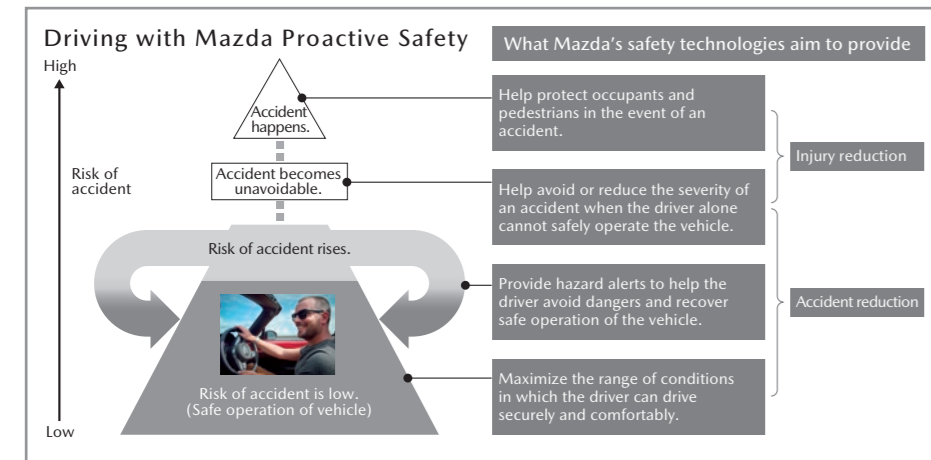 Driving with Mazda Proactive Safety
What Mazda's safety technologies aim to provide
High
Risk of
accident
Low
Accident
happens.
Accident becomes
unavoidable.
Risk of accident rises.
Risk of accident is low.
(Safe operation of vehicle)
Help protect occupants and
pedestrians in the event of an
accident.
Help avoid or reduce the severity of
an accident when the driver alone
cannot safely operate the vehicle.
Provide hazard alerts to help the
driver avoid dangers and recover
safe operation of the vehicle.
Maximize the range of conditions
in which the driver can drive
securely and comfortably.
Injury reduction
Accident reduction